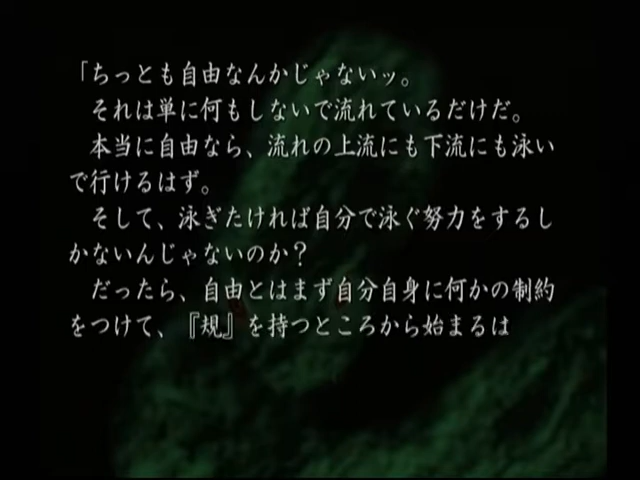 「ちっとも自由なんかじゃないッ。
　それは単に何もしないで流れているだけだ。
　本当に自由なら、流れの上流にも下流にも泳い
で行けるはず。
　そして、泳ぎたければ自分で泳ぐ努力をするし
かないんじゃないのか？
　だったら、自由とはまず自分自身に何かの制約
をつけて、『規』を持つところから始まるは